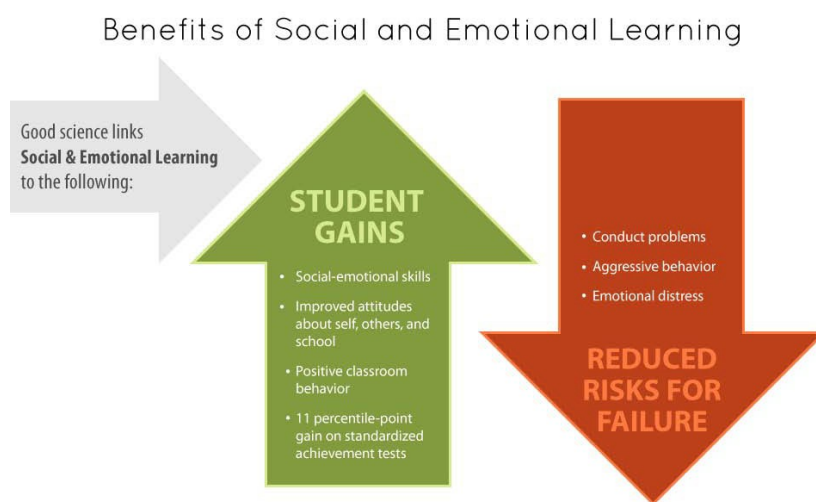 Benefits of Social and Emotional Learning
Good science links
Social & Emotional Learning
to the following:
STUDENT
GAINS
• Social-emotional skills
• Improved attitudes
about self, others, and
school
• Positive classroom
behavior
• 11 percentile-point
gain on standardized
achievement tests
• Conduct problems
• Aggressive behavior
• Emotional distress
REDUCED
RISKS FOR
FAILURE